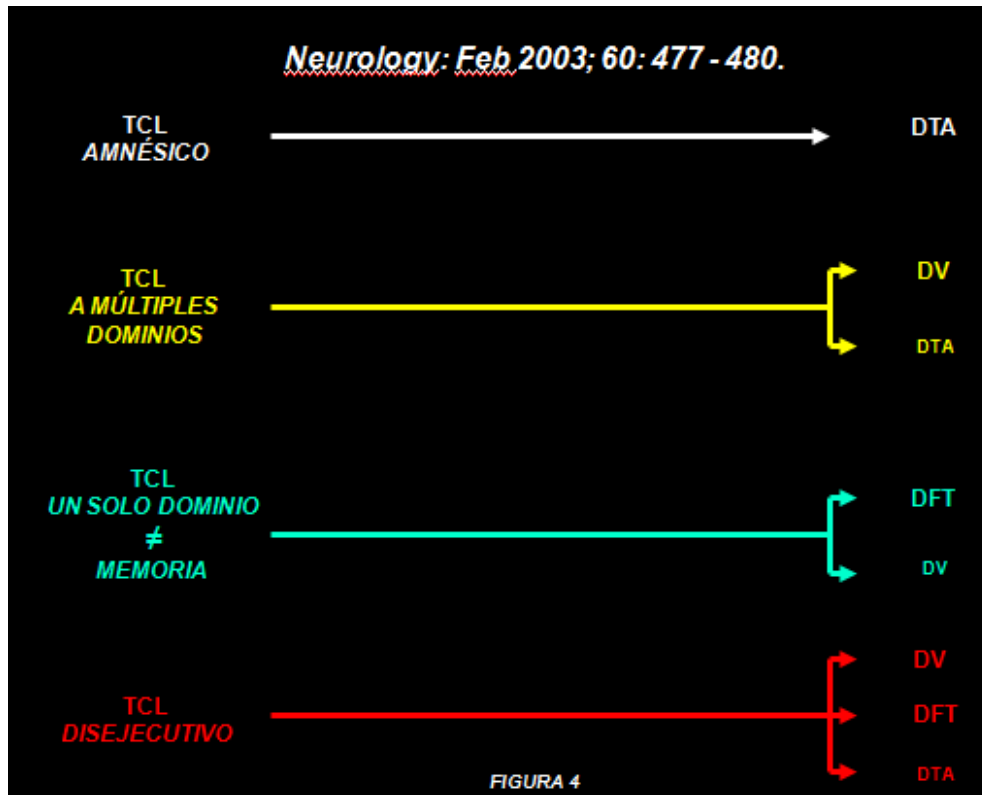 Neurology: Feb 2003; 60: 477 - 480.
TCL
AMNÉSICO
DTA
TCL
A MÚLTIPLES
DOMINIOS
DV
DTA
TCL
UN SOLO DOMINIO
≠
MEMORIA
DFT
DV
TCL
DISEJECUTIVO
DV
DFT
DTA
FIGURA 4